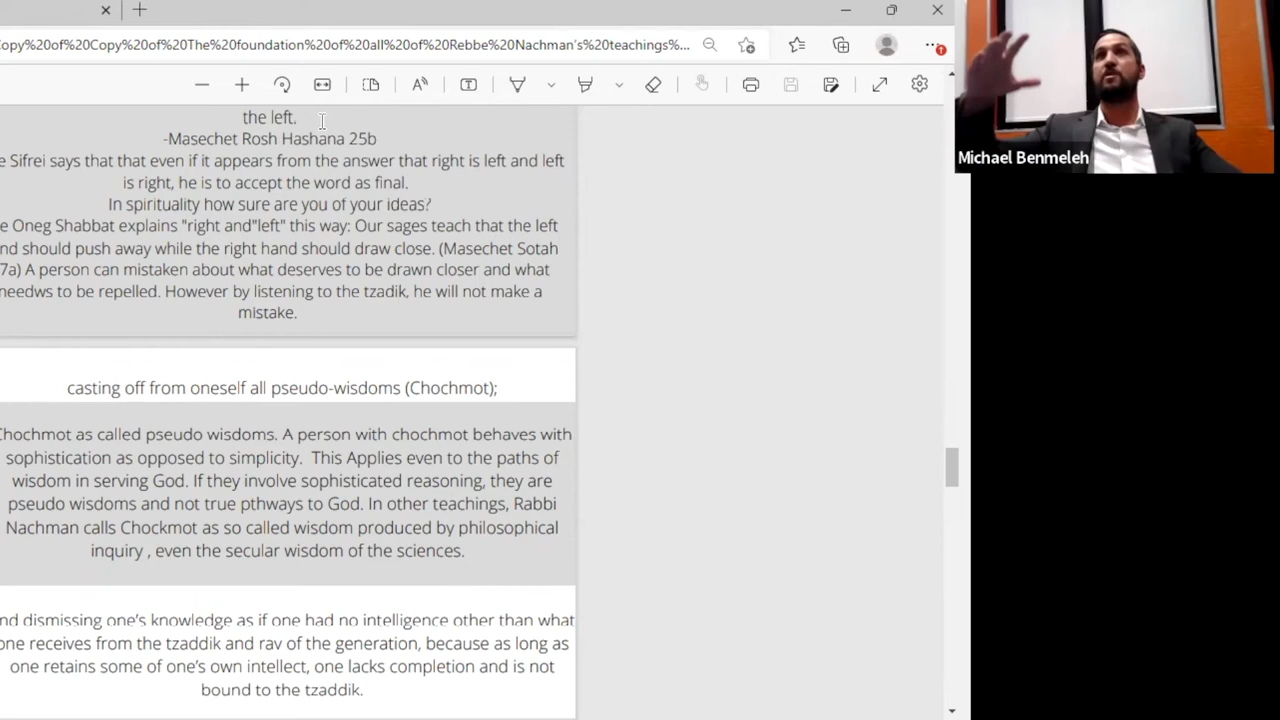 opy%20of%20Copy%20of%20The%20foundation%20of%20all%20of%20Rebbe%20Nachman's%20teachings%...
the left.
-Masechet Rosh Hashana 25b
e Sifrei says that that even if it appears from the answer that right is left and left
is right, he is to accept the word as final.
In spirituality how sure are you of your ideas?
e Oneg Shabbat explains "right and"left" this way: Our sages teach that the left
nd should push away while the right hand should draw close. (Masechet Sotah
7a) A person can mistaken about what deserves to be drawn closer and what
needws to be repelled. However by listening to the tzadik, he will not make a
mistake.
casting off from oneself all pseudo-wisdoms (Chochmot);
Chochmot as called pseudo wisdoms. A person with chochmot behaves with
sophistication as opposed to simplicity. This Applies even to the paths of
wisdom in serving God. If they involve sophisticated reasoning, they are
pseudo wisdoms and not true pthways to God. In other teachings, Rabbi
Nachman calls Chockmot as so called wisdom produced by philosophical
inquiry , even the secular wisdom of the sciences.
nd dismissing one's knowledge as if one had no intelligence other than what
one receives from the tzaddik and rav of the generation, because as long as
one retains some of one's own intellect, one lacks completion and is not
bound to the tzaddik.
Michael Benmeleh